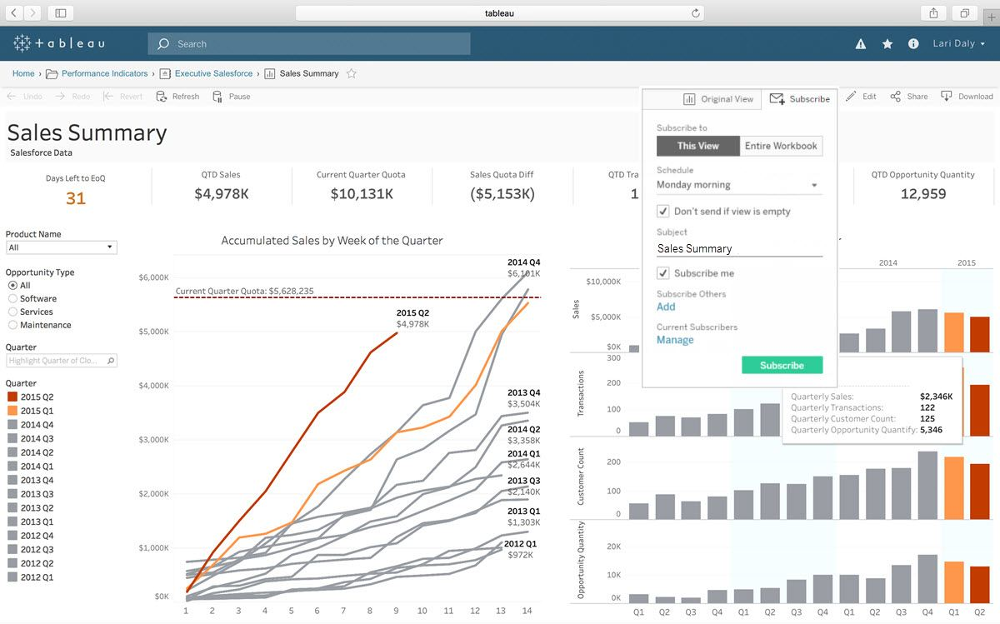 tableau
+ a b l e a u
Search
Lari Daly
Home › Performance Indicators › Executive Salesforce › Sales Summary
Undo Redo Revert Refresh Pause
Original View Subscribe
Edit Share Download
Sales Summary
Salesforce Data
Days Left to EoQ
31
QTD Sales
$4,978K
Current Quarter Quota
$10,131K
Sales Quota Diff
($5,153K)
QTD Tra
1
QTD Opportunity Quantity
12,959
Subscribe to
This View Entire Workbook
Schedule
Monday morning
Don't send if view is empty
Subject
Sales Summary
Subscribe me
Subscribe Others
Add
Current Subscribers
Manage
Subscribe
Product Name
All
Opportunity Type
All
Software
Services
Maintenance
Quarter
Highlight Quarter of Clo...
Quarter
2015 Q2
2015 Q1
2014 Q4
2014 Q3
2014 Q2
2014 Q1
2013 Q4
2013 Q3
2013 Q2
2013 Q1
2012 Q4
2012 Q3
2012 Q2
2012 Q1
Accumulated Sales by Week of the Quarter
$6,000K
$5,000K
$4,000K
$3,000K
$2,000K
$1,000K
$0K
Current Quarter Quota: $5,628,235
2014 Q4
$6,101K
2015 Q2
$4,978K
2013 Q4
$3,504K
2014 Q2
$3,358K
2014 Q1
$2,644K
2013 Q3
$2,140K
2013 Q1
$1,303K
2012 Q1
$972K
1 2 3 4 5 6 7 8 9 10 11 12 13 14
2014 2015
Sales
$10,000K
$5,000K
$0K
Transactions
300
200
100
0
Quarterly Sales: $2,346K
Quarterly Transactions: 122
Quarterly Customer Count: 125
Quarterly Opportunity Quantify: 5,346
Customer Count
200
100
0
Opportunity Quantity
20K
10K
0K
Q1 Q2 Q3 Q4 Q1 Q2 Q3 Q4 Q1 Q2 Q3 Q4 Q1 Q2